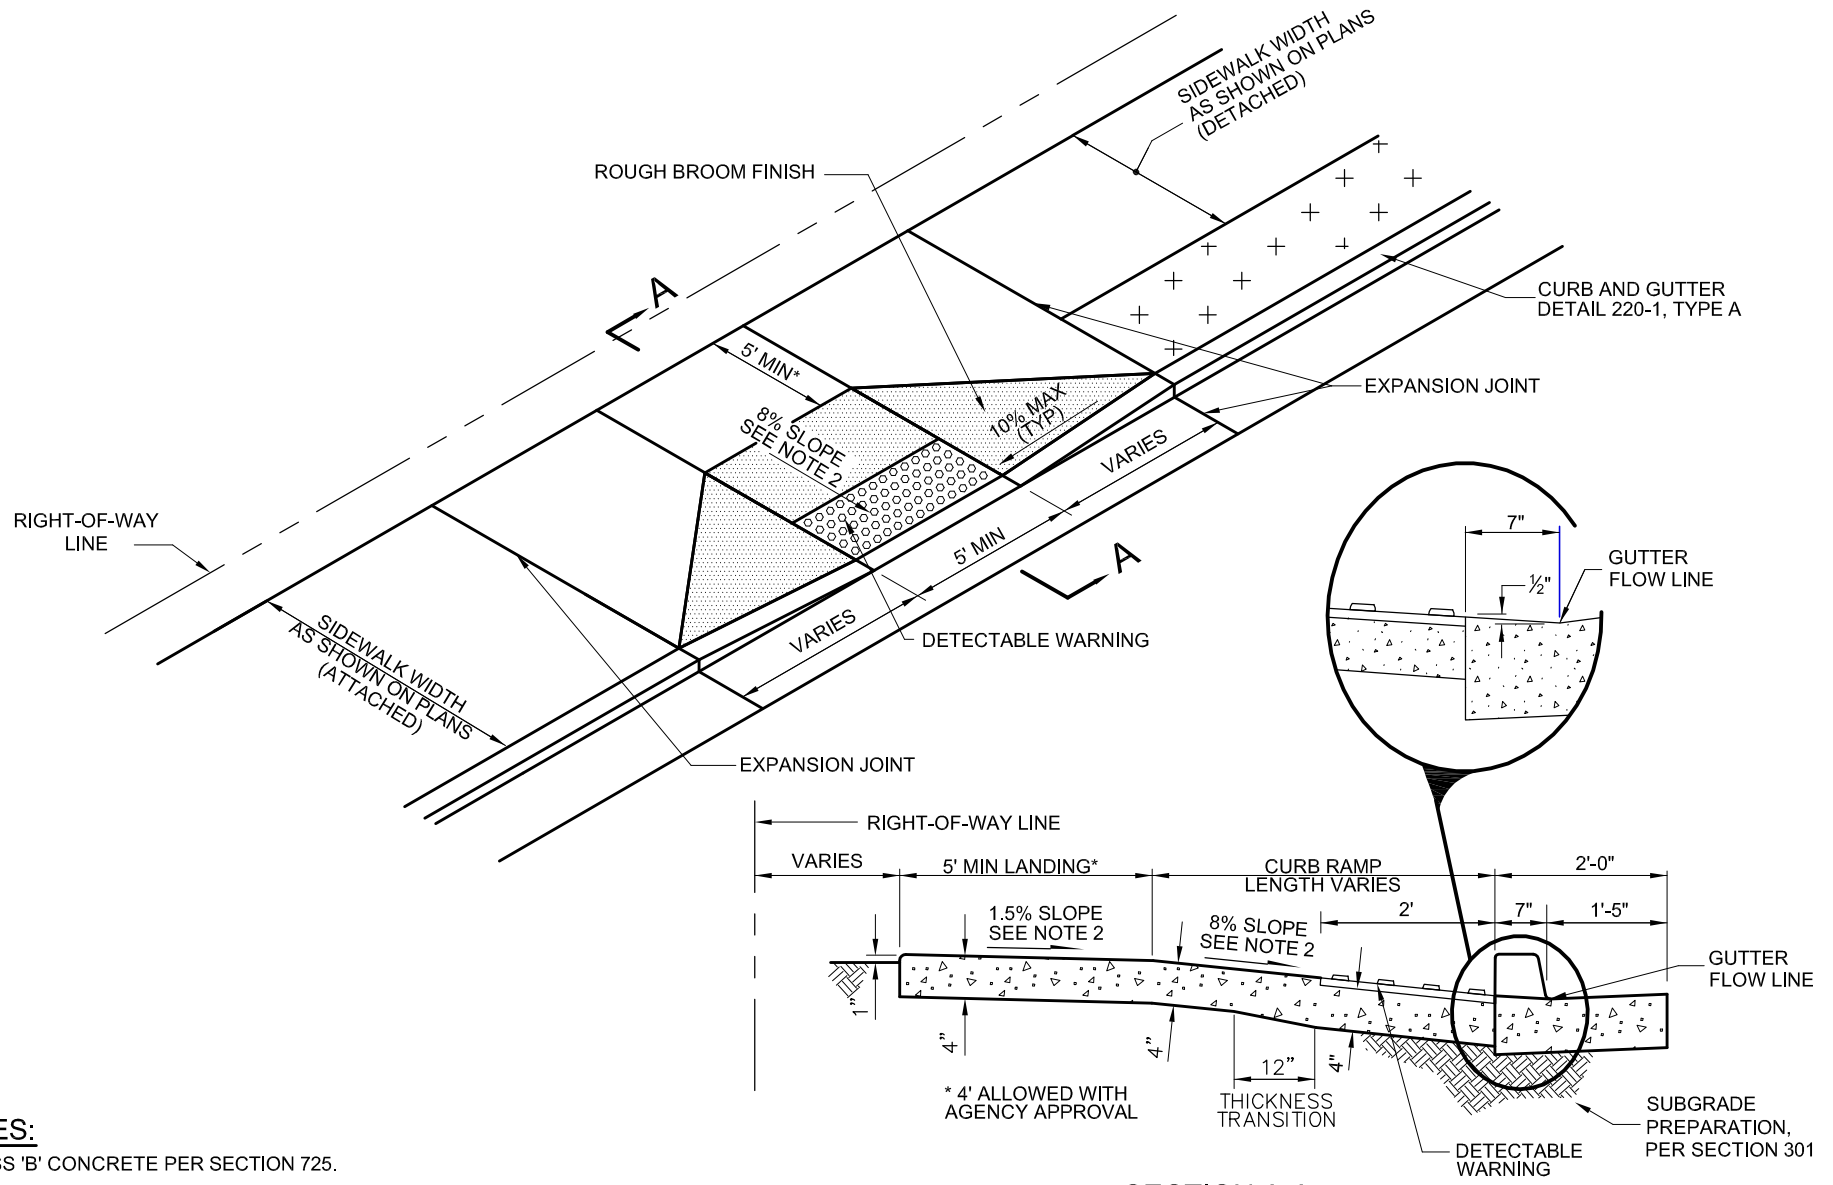 SIDEWALK WIDTH
AS SHOWN ON PLANS
(DETACHED)
ROUGH BROOM FINISH
A
CURB AND GUTTER
DETAIL 220-1, TYPE A
5' MIN*
EXPANSION JOINT
8% SLOPE
SEE NOTE 2
10% MAX
(TYP)
VARIES
RIGHT-OF-WAY
LINE
5' MIN
A
7"
GUTTER
FLOW LINE
½"
SIDEWALK WIDTH
AS SHOWN ON PLANS
(ATTACHED)
VARIES
DETECTABLE WARNING
EXPANSION JOINT
RIGHT-OF-WAY LINE
VARIES
5' MIN LANDING*
CURB RAMP
LENGTH VARIES
2'-0"
1.5% SLOPE
SEE NOTE 2
8% SLOPE
SEE NOTE 2
2'
7"
1'-5"
GUTTER
FLOW LINE
1"
4"
4"
12"
4"
* 4' ALLOWED WITH
AGENCY APPROVAL
THICKNESS
TRANSITION
SUBGRADE
PREPARATION,
PER SECTION 301
DETECTABLE
WARNING
ES:
SS 'B' CONCRETE PER SECTION 725.